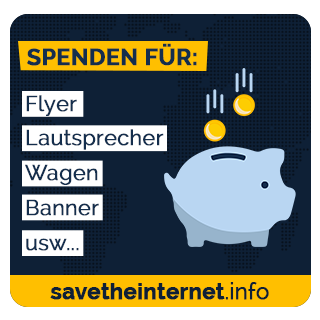 SPENDEN FÜR:
Flyer
Lautsprecher
Wagen
Banner
usw...
savetheinternet.info